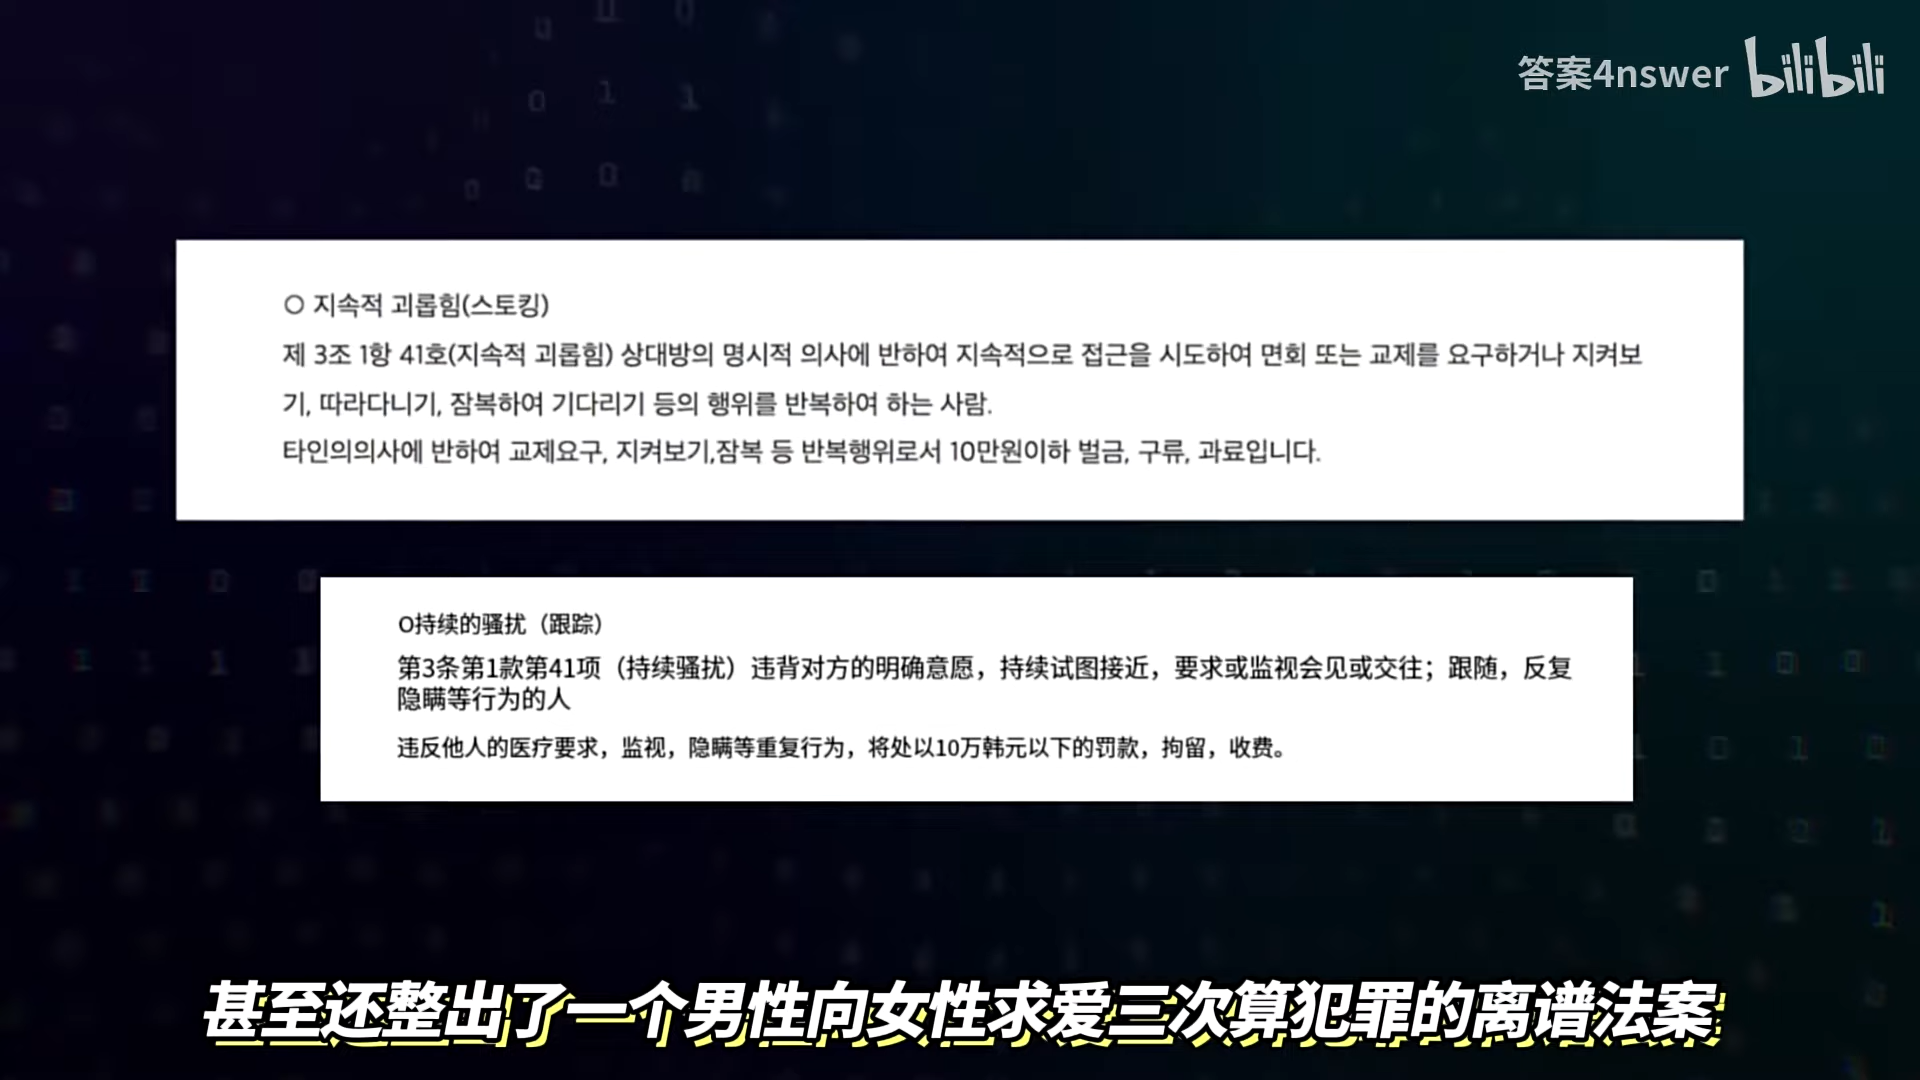 答案4nswer bilibili
○ 지속적 괴롭힘(스토킹)
제 3조 1항 41호(지속적 괴롭힘) 상대방의 명시적 의사에 반하여 지속적으로 접근을 시도하여 면회 또는 교제를 요구하거나 지켜보
기, 따라다니기, 잠복하여 기다리기 등의 행위를 반복하여 하는 사람.
타인의의사에 반하여 교제요구, 지켜보기,잠복 등 반복행위로서 10만원이하 벌금, 구류, 과료입니다.
O持续的骚扰（跟踪）
第3条第1款第41项（持续骚扰）违背对方的明确意愿，持续试图接近，要求或监视会见或交往；跟随，反复
隐瞒等行为的人
违反他人的医疗要求，监视，隐瞒等重复行为，将处以10万韩元以下的罚款，拘留，收费。
甚至还整出了一个男性向女性求爱三次算犯罪的离谱法案